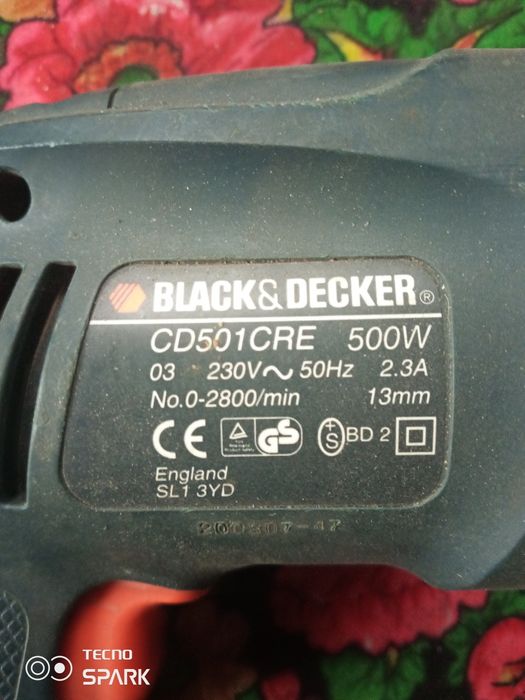 BLACK&DECKER®
CD501CRE 500W
03 230V~ 50Hz 2.3A
No.0-2800/min 13mm
CE GS S BD 2
England
SL1 3YD
TECNO
SPARK